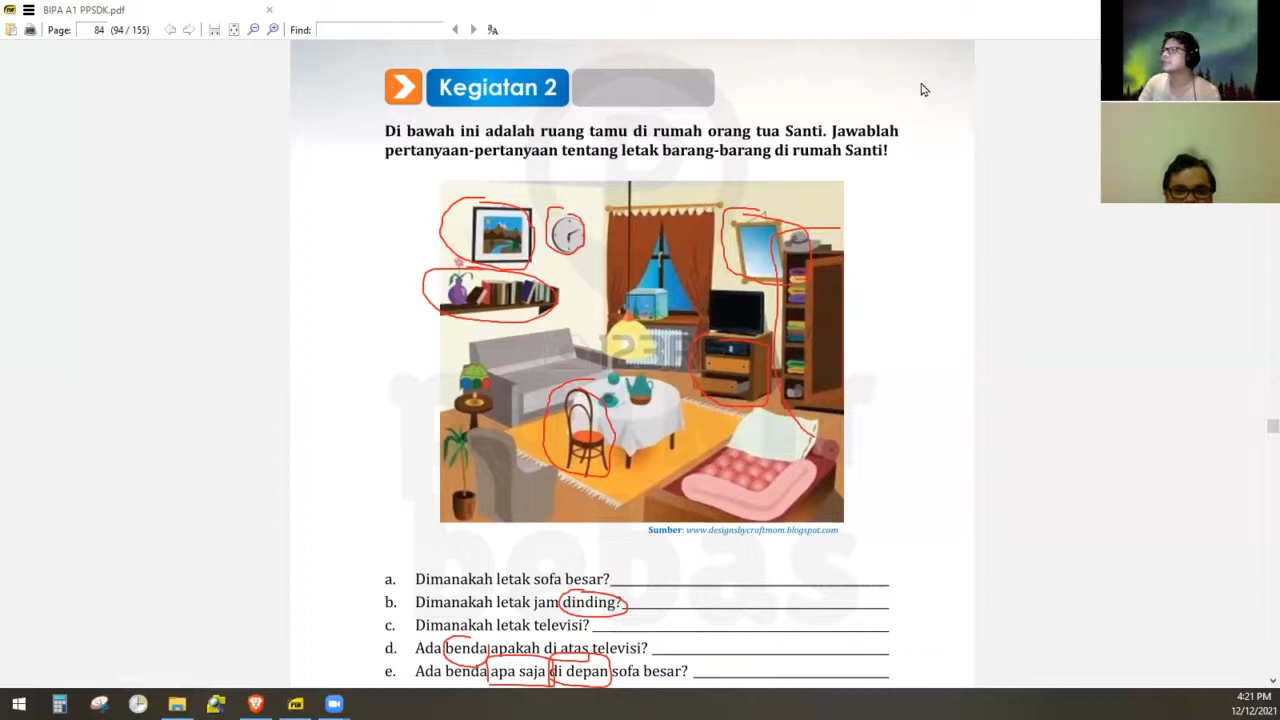 BIPA A1 PPSDK.pdf
Page: 84 (94 / 155) Find:
Kegiatan 2
Di bawah ini adalah ruang tamu di rumah orang tua Santi. Jawablah
pertanyaan-pertanyaan tentang letak barang-barang di rumah Santi!
123RF
Sumber: www.designsbycraftmom.blogspot.com
bebas
a. Dimanakah letak sofa besar?
b. Dimanakah letak jam dinding?
c. Dimanakah letak televisi?
d. Ada benda apakah di atas televisi?
e. Ada benda apa saja di depan sofa besar?
4:21 PM
12/12/2021